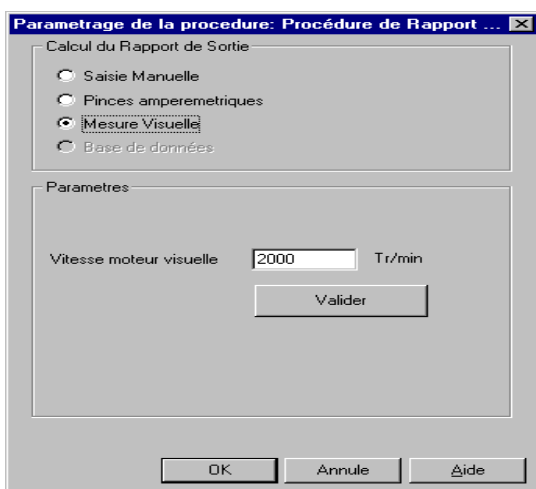 Parametrage de la procedure: Procédure de Rapport ...
Calcul du Rapport de Sortie
Saisie Manuelle
Pinces amperemetriques
Mesure Visuelle
Base de données
Parametres
Vitesse moteur visuelle 2000 Tr/min
Valider
OK Annule Aide